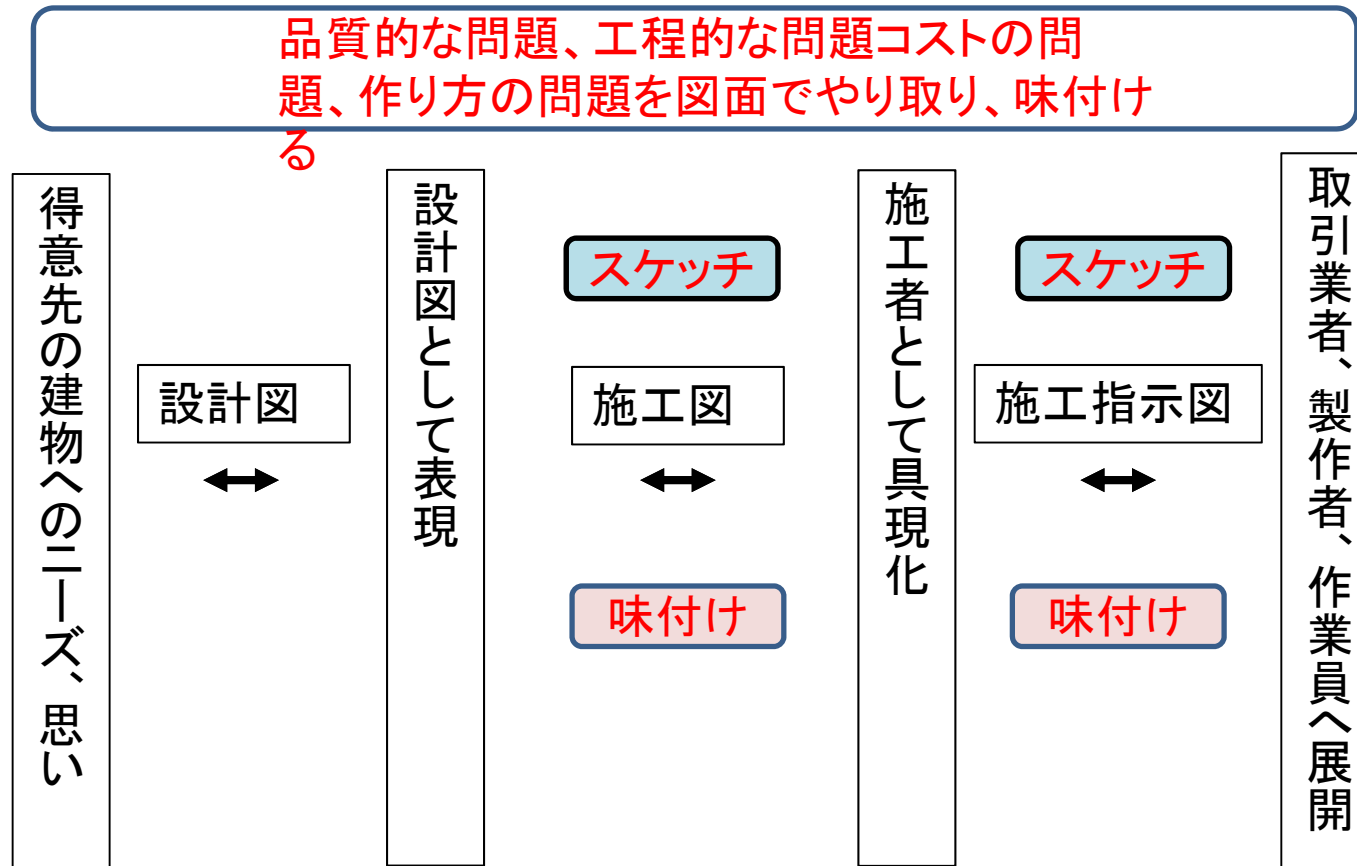 品質的な問題、工程的な問題コストの問
題、作り方の問題を図面でやり取り、味付け
る
得意先の建物へのニーズ、思い
設計図
設計図として表現
スケッチ
施工図
味付け
施工者として具現化
スケッチ
施工指示図
味付け
取引業者、製作者、作業員へ展開